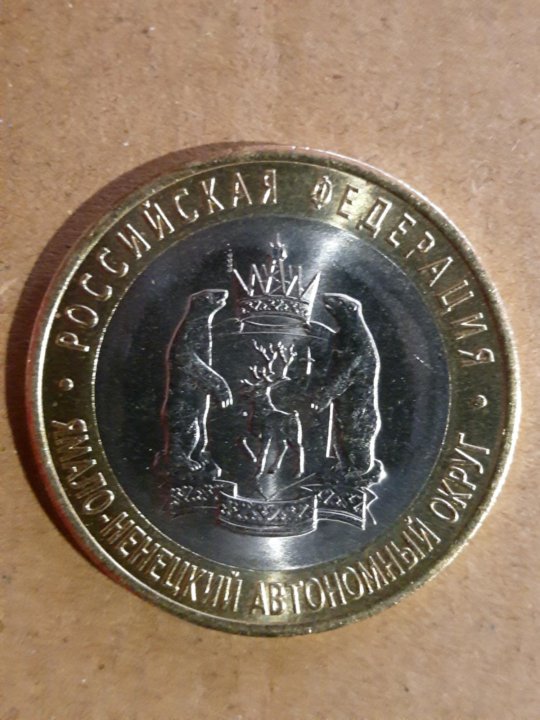 РОССИЙСКАЯ ФЕДЕРАЦИЯ
ЯМАЛО-НЕНЕЦКИЙ АВТОНОМНЫЙ ОКРУГ